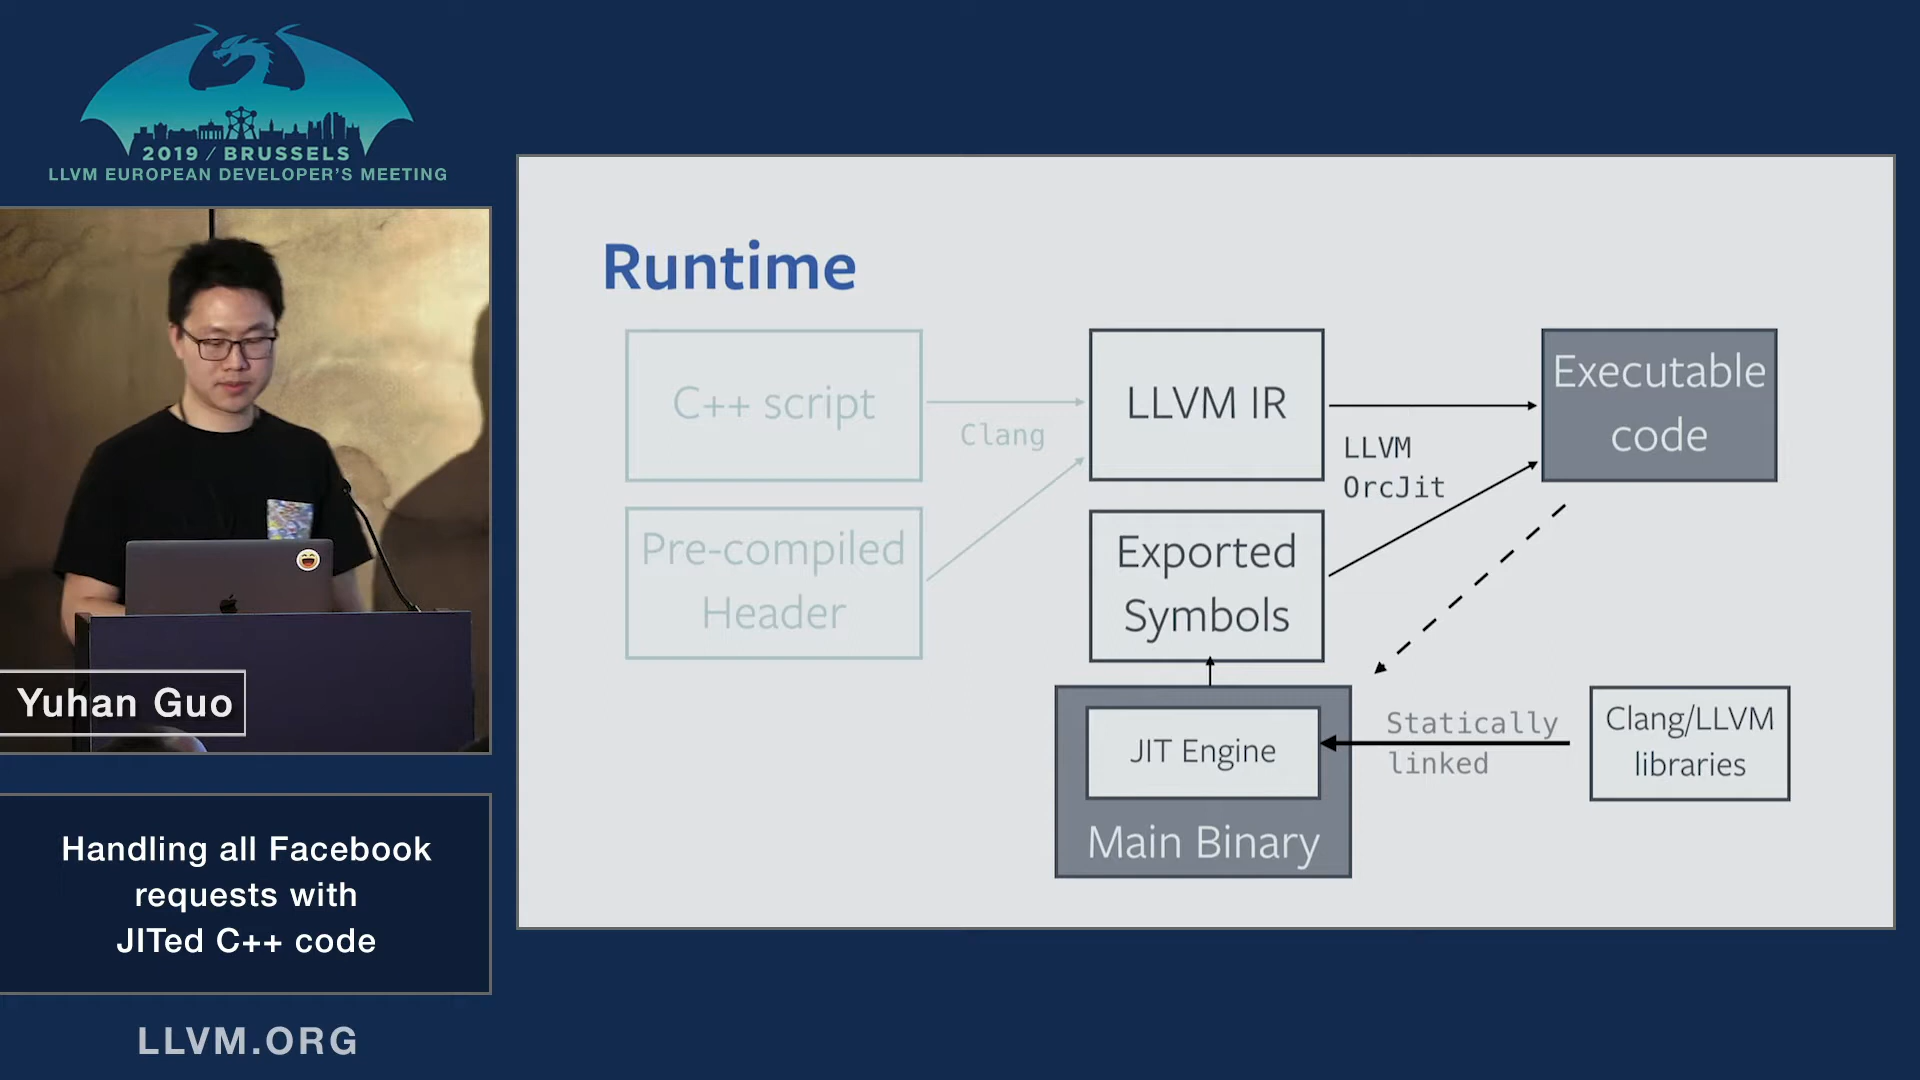 2019 / BRUSSELS
LLVM EUROPEAN DEVELOPER'S MEETING
Yuhan Guo
Handling all Facebook
requests with
JITed C++ code
LLVM.ORG
Runtime
C++ script
Clang
Pre-compiled
Header
LLVM IR
LLVM
OrcJit
Executable
code
Exported
Symbols
JIT Engine
Main Binary
Statically
linked
Clang/LLVM
libraries